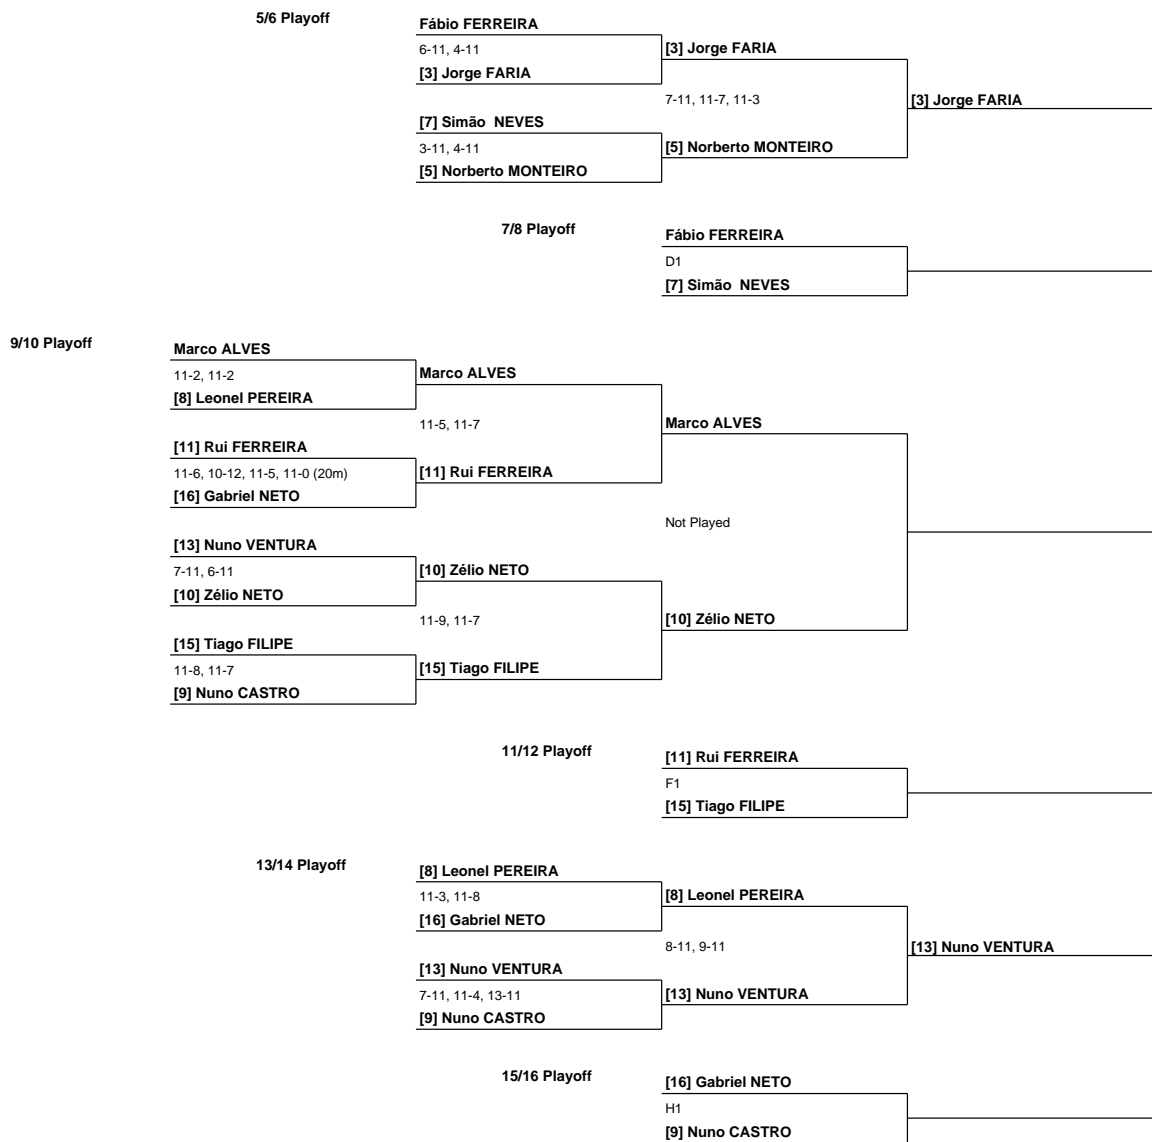 5/6 Playoff
Fábio FERREIRA
6-11, 4-11
[3] Jorge FARIA
[3] Jorge FARIA
7-11, 11-7, 11-3
[3] Jorge FARIA
[7] Simão  NEVES
3-11, 4-11
[5] Norberto MONTEIRO
[5] Norberto MONTEIRO
7/8 Playoff
Fábio FERREIRA
D1
[7] Simão  NEVES
9/10 Playoff
Marco ALVES
11-2, 11-2
[8] Leonel PEREIRA
Marco ALVES
11-5, 11-7
Marco ALVES
[11] Rui FERREIRA
11-6, 10-12, 11-5, 11-0 (20m)
[16] Gabriel NETO
[11] Rui FERREIRA
Not Played
[13] Nuno VENTURA
7-11, 6-11
[10] Zélio NETO
[10] Zélio NETO
11-9, 11-7
[10] Zélio NETO
[15] Tiago FILIPE
11-8, 11-7
[9] Nuno CASTRO
[15] Tiago FILIPE
11/12 Playoff
[11] Rui FERREIRA
F1
[15] Tiago FILIPE
13/14 Playoff
[8] Leonel PEREIRA
11-3, 11-8
[16] Gabriel NETO
[8] Leonel PEREIRA
8-11, 9-11
[13] Nuno VENTURA
[13] Nuno VENTURA
7-11, 11-4, 13-11
[9] Nuno CASTRO
[13] Nuno VENTURA
15/16 Playoff
[16] Gabriel NETO
H1
[9] Nuno CASTRO